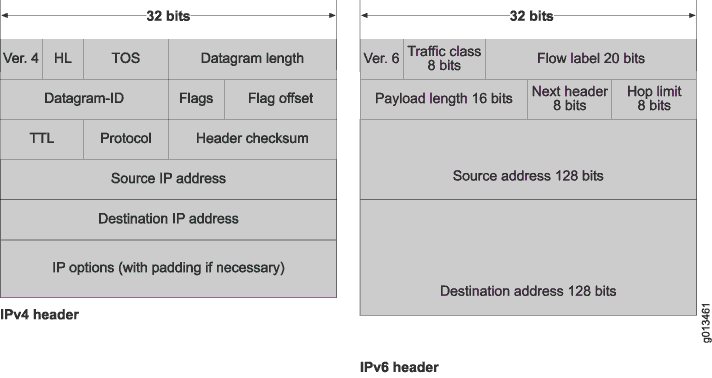 32 bits
Ver. 4 HL TOS Datagram length
Datagram-ID Flags Flag offset
TTL Protocol Header checksum
Source IP address
Destination IP address
IP options (with padding if necessary)
IPv4 header
32 bits
Ver. 6 Traffic class 8 bits Flow label 20 bits
Payload length 16 bits Next header 8 bits Hop limit 8 bits
Source address 128 bits
Destination address 128 bits
IPv6 header
g013461